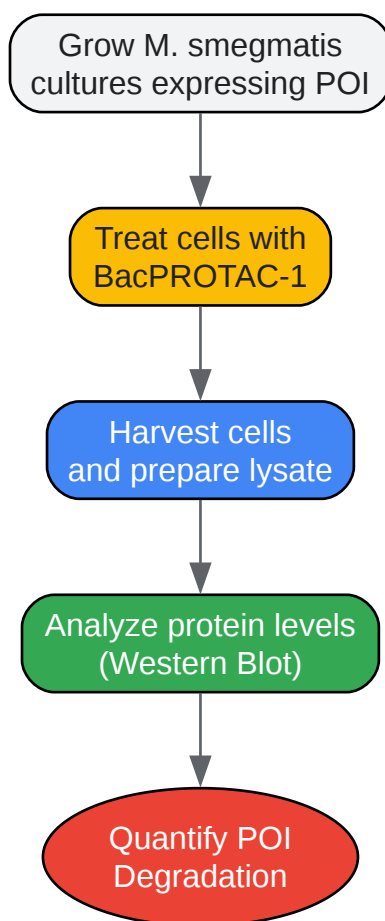 Grow M. smegmatis
cultures expressing POI
Treat cells with
BacPROTAC-1
Harvest cells
and prepare lysate
Analyze protein levels
(Western Blot)
Quantify POI
Degradation